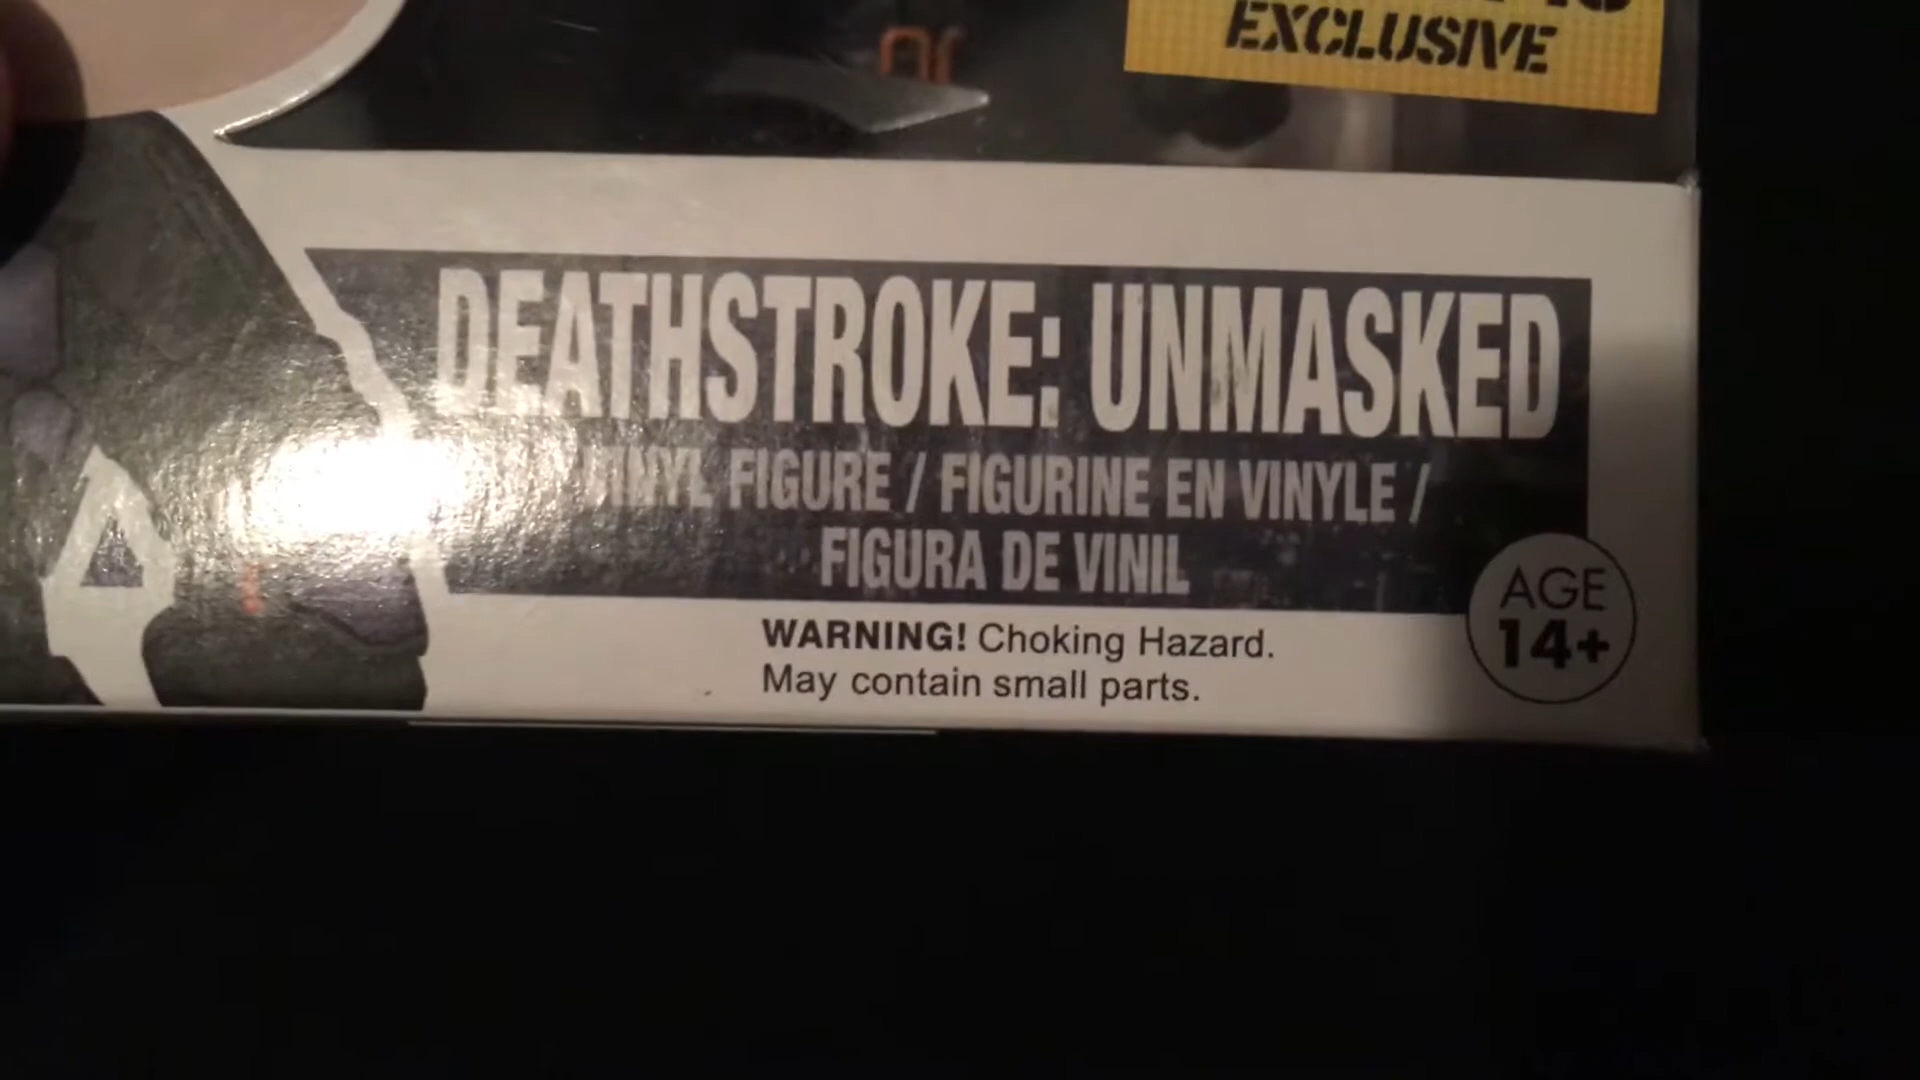 EXCLUSIVE
DEATHSTROKE: UNMASKED
VINYL FIGURE / FIGURINE EN VINYLE /
FIGURA DE VINIL
AGE
14+
WARNING! Choking Hazard.
May contain small parts.